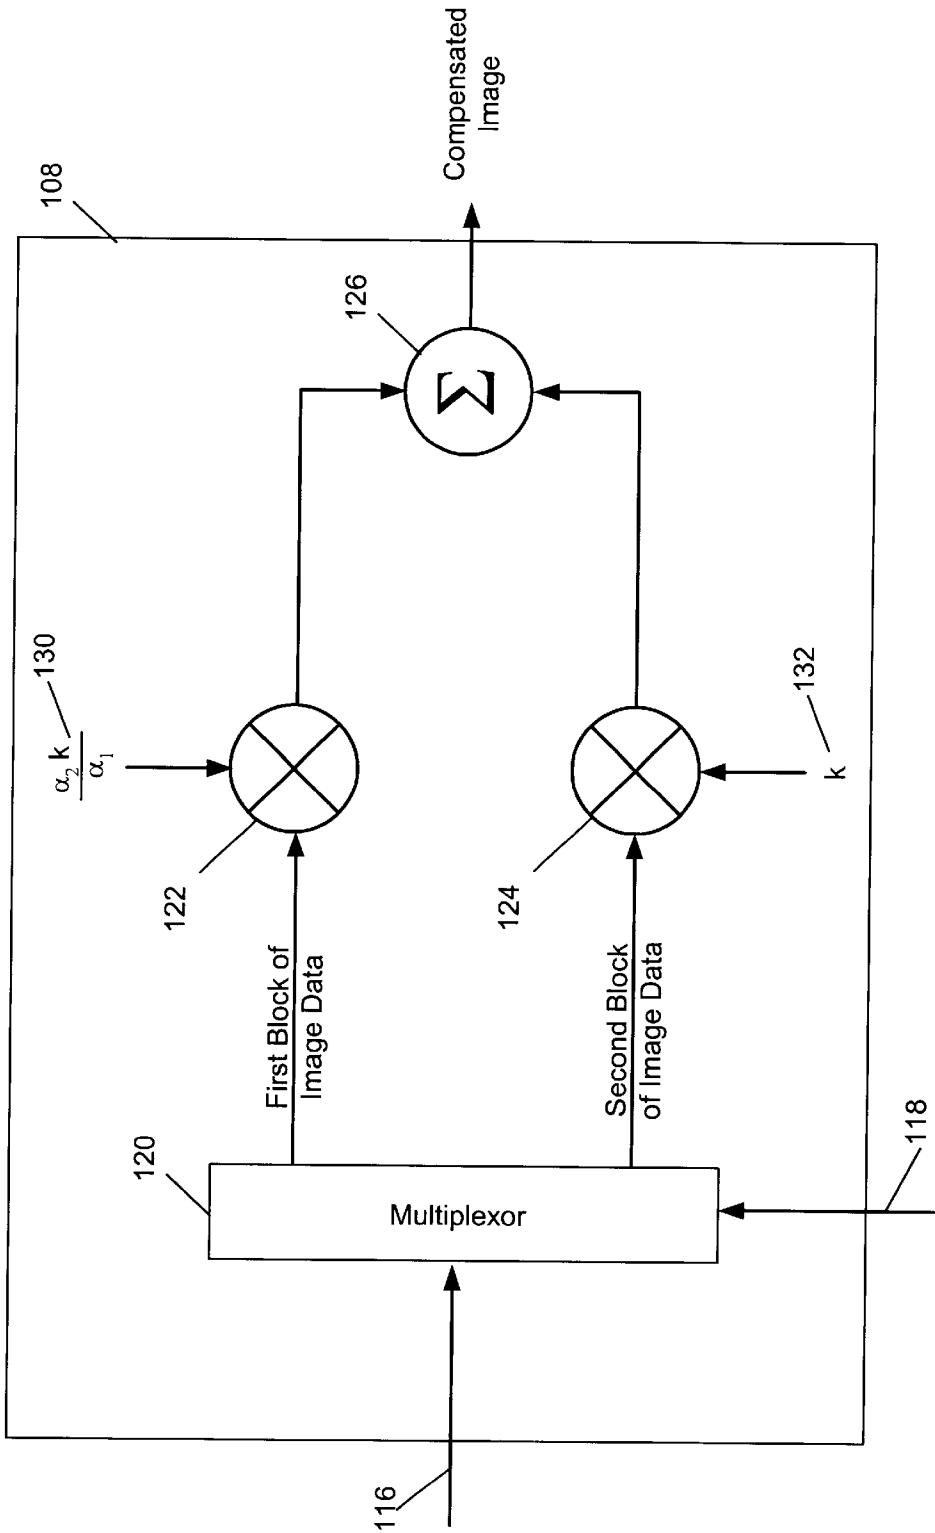 108
α₂ k
α₁
130
122
126
Σ
Compensated
Image
120
First Block of
Image Data
Multiplexor
116
Second Block
of Image Data
124
k
132
118